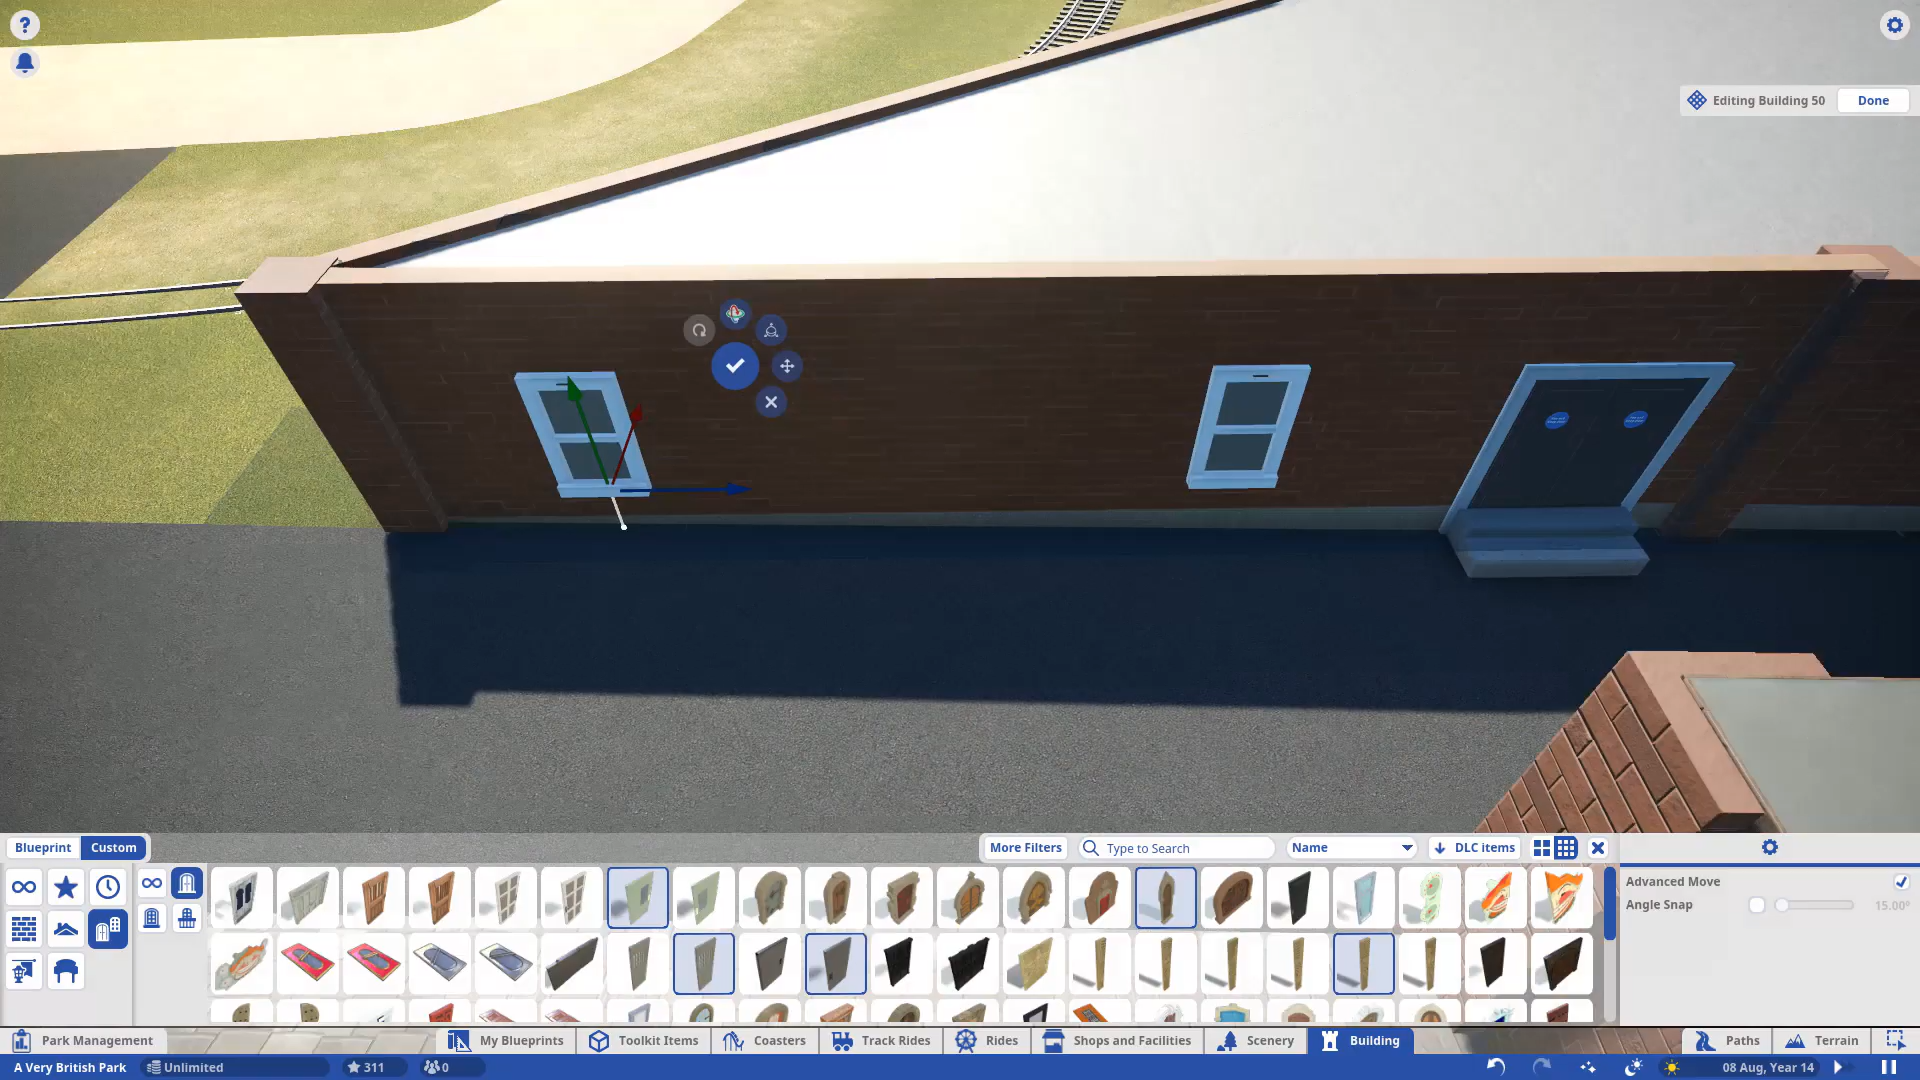 ?
Editing Building 50
Done
Blueprint
Custom
More Filters
Type to Search
Name
DLC items
Advanced Move
Angle Snap
15.00°
Park Management
My Blueprints
Toolkit Items
Coasters
Track Rides
Rides
Shops and Facilities
Scenery
Building
Paths
Terrain
A Very British Park
Unlimited
311
0
08 Aug, Year 14